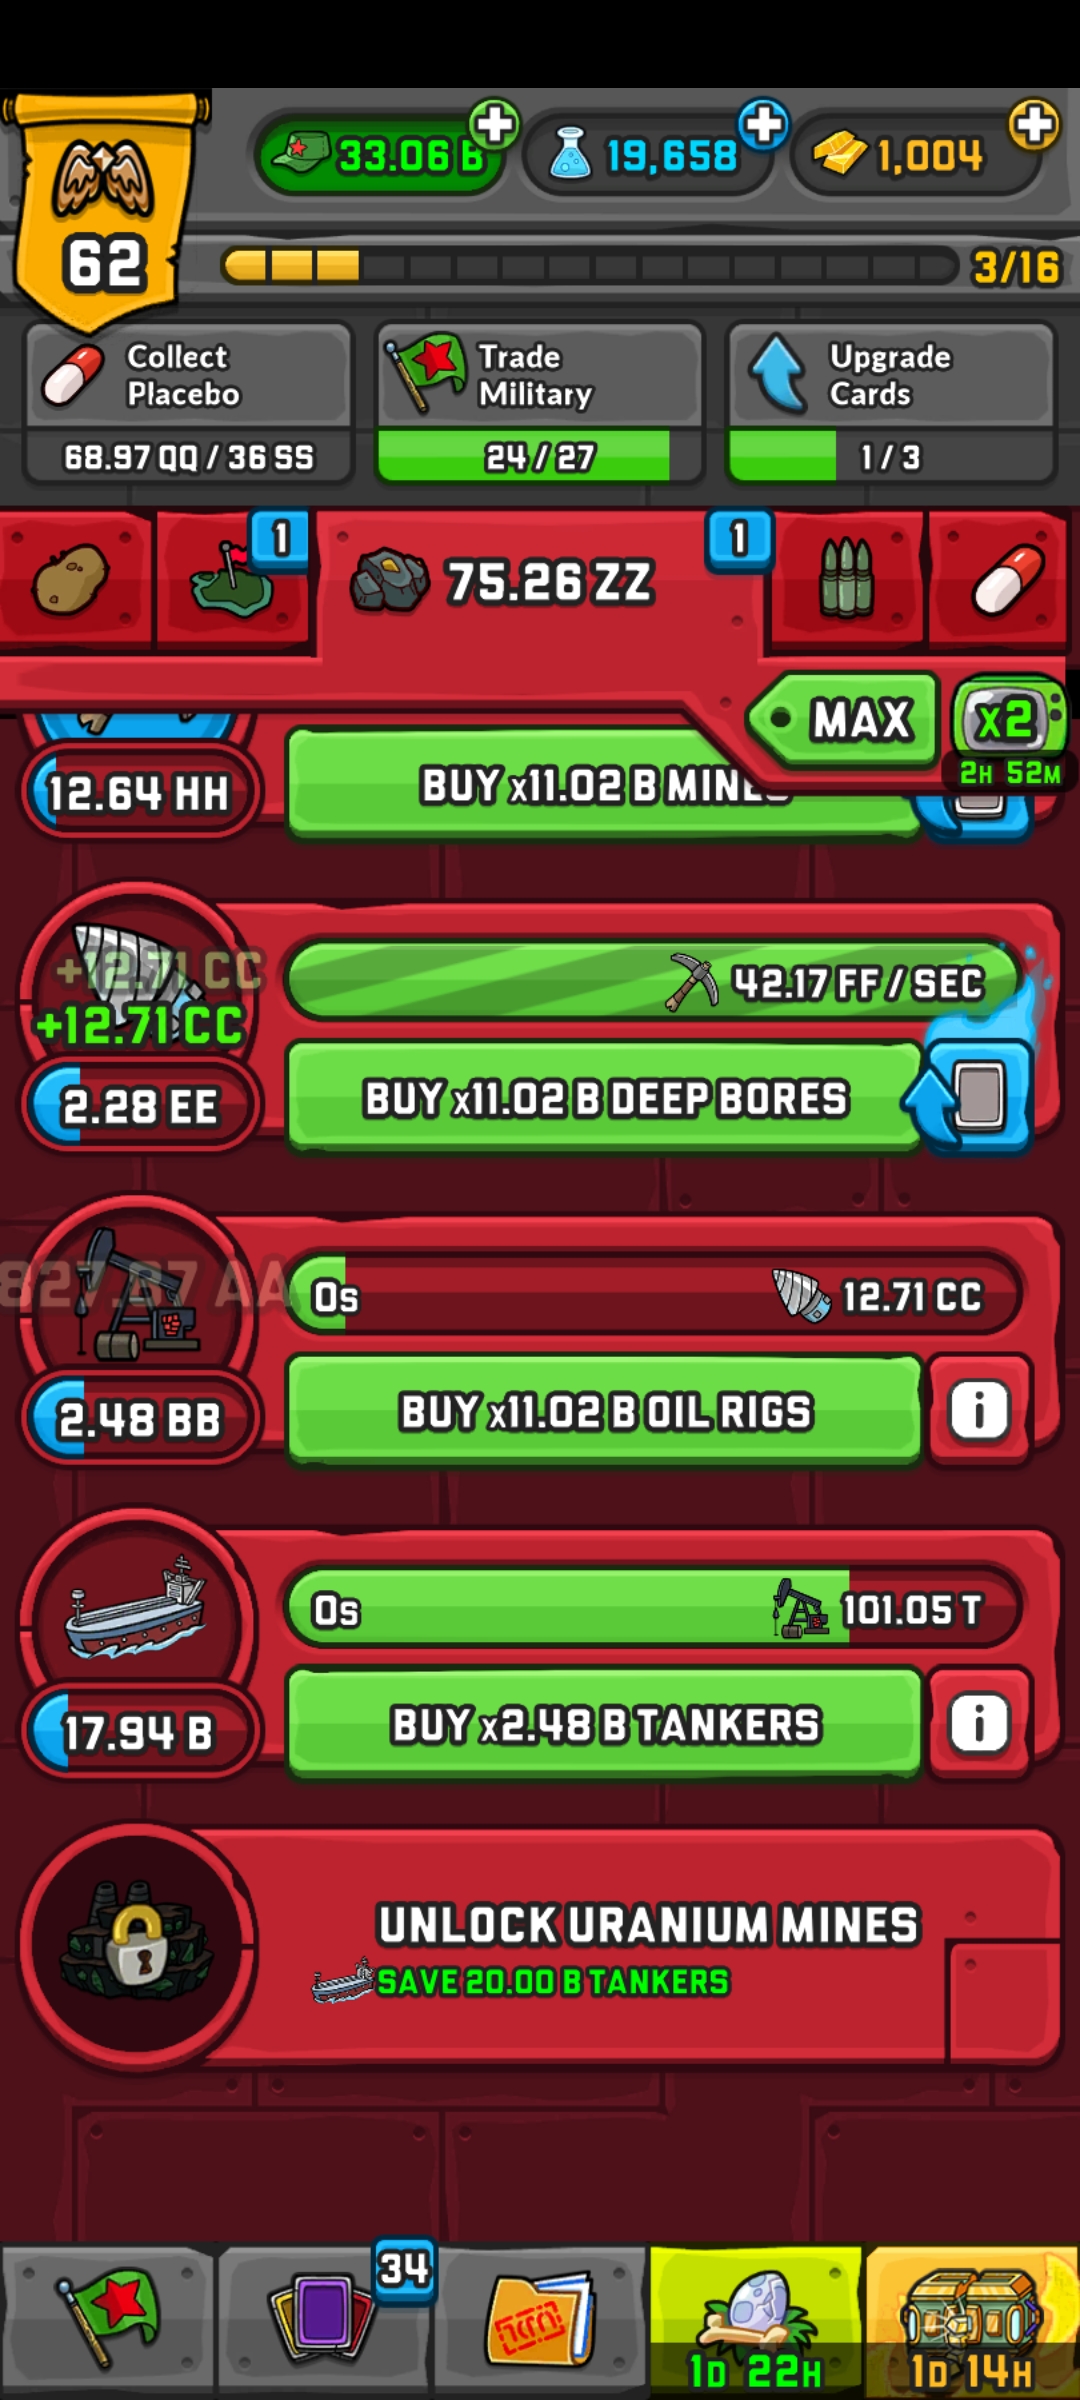 33.06 B
19,658
1,004
62
3/16
Collect
Placebo
68.97 QQ / 36 SS
Trade
Military
24 / 27
Upgrade
Cards
1 / 3
1
75.26 ZZ
1
MAX
x2
2H 52M
12.64 HH
BUY x11.02 B MINES
+12.71 CC
+12.71 CC
42.17 FF / SEC
2.28 EE
BUY x11.02 B DEEP BORES
827.87 AA
0s
12.71 CC
2.48 BB
BUY x11.02 B OIL RIGS
i
0s
101.05 T
17.94 B
BUY x2.48 B TANKERS
i
UNLOCK URANIUM MINES
SAVE 20.00 B TANKERS
34
1D 22H
1D 14H